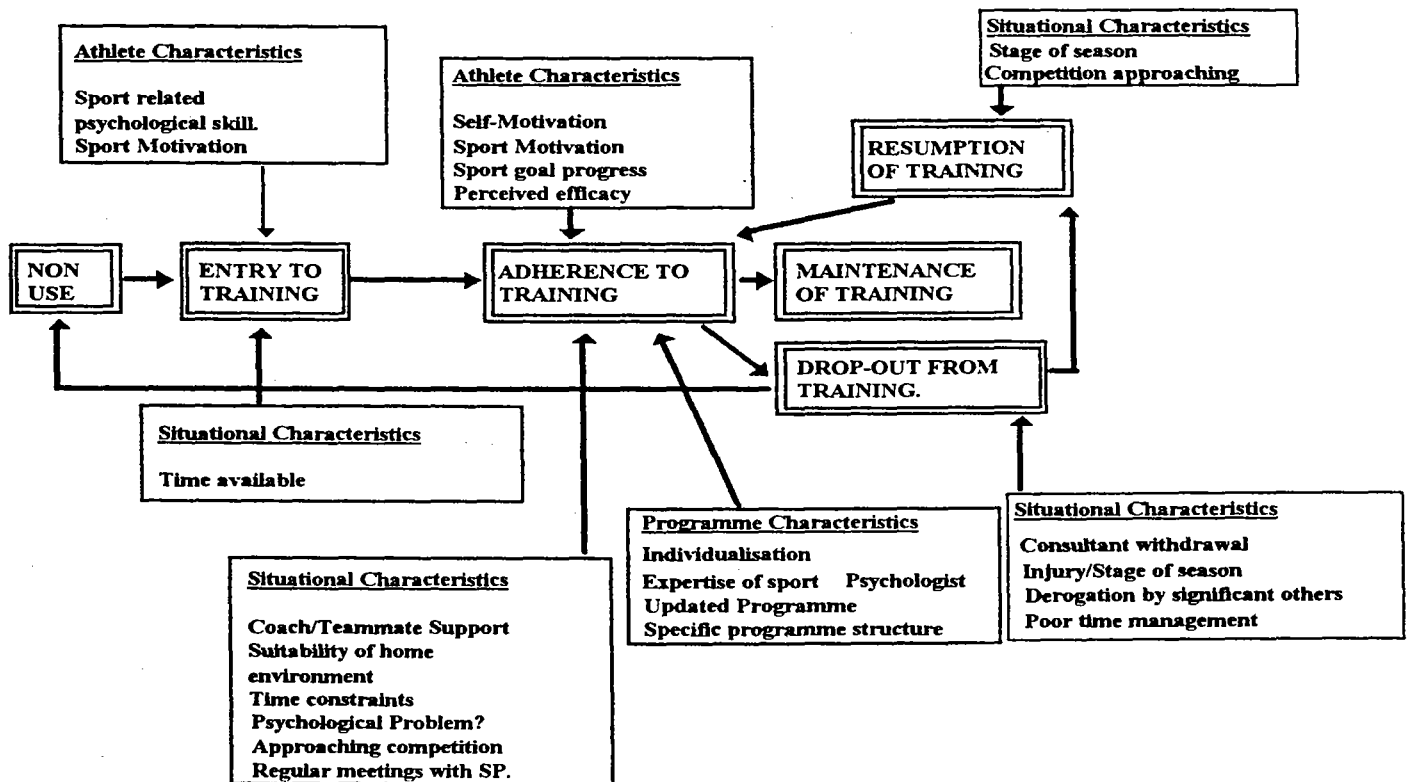 Athlete Characteristics
Sport related
psychological skill.
Sport Motivation
Athlete Characteristics
Self-Motivation
Sport Motivation
Sport goal progress
Perceived efficacy
Situational Characteristics
Stage of season
Competition approaching
RESUMPTION
OF TRAINING
NON
USE
ENTRY TO
TRAINING
ADHERENCE TO
TRAINING
MAINTENANCE
OF TRAINING
DROP-OUT FROM
TRAINING.
Situational Characteristics
Time available
Situational Characteristics
Coach/Teammate Support
Suitability of home
environment
Time constraints
Psychological Problem?
Approaching competition
Regular meetings with SP.
Programme Characteristics
Individualisation
Expertise of sport Psychologist
Updated Programme
Specific programme structure
Situational Characteristics
Consultant withdrawal
Injury/Stage of season
Derogation by significant others
Poor time management